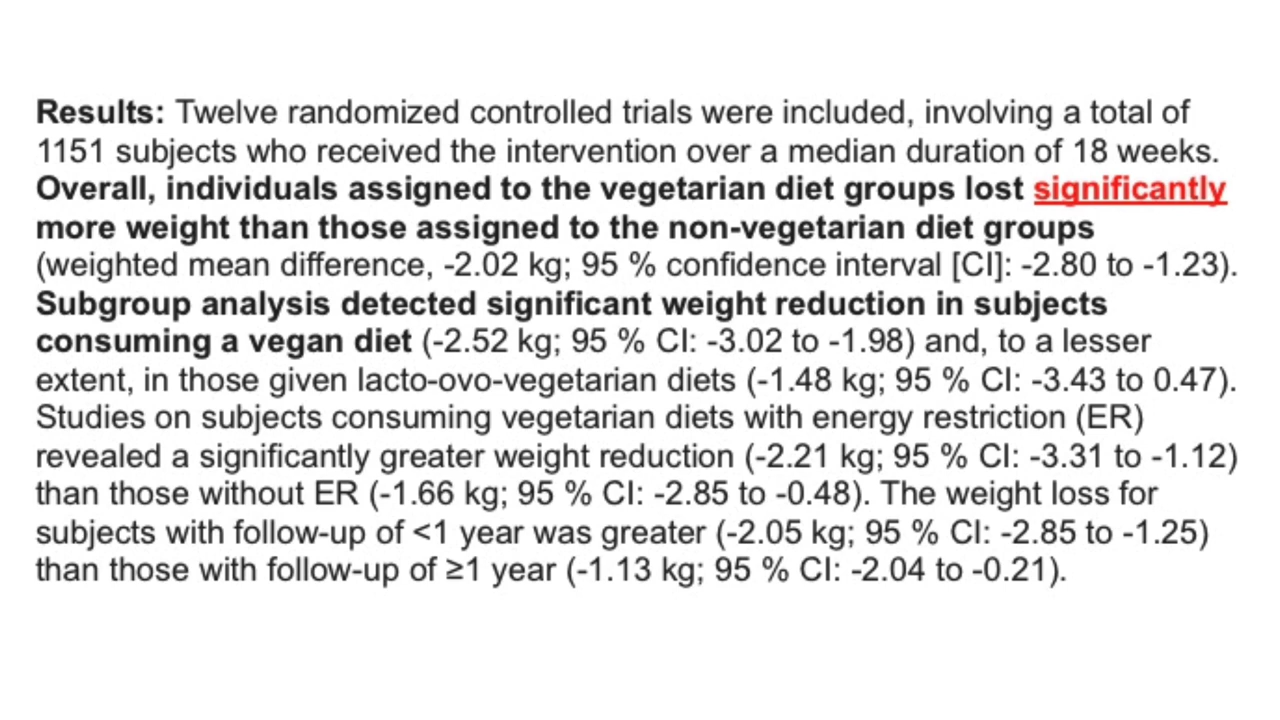 Results: Twelve randomized controlled trials were included, involving a total of
1151 subjects who received the intervention over a median duration of 18 weeks.
Overall, individuals assigned to the vegetarian diet groups lost significantly
more weight than those assigned to the non-vegetarian diet groups
(weighted mean difference, -2.02 kg; 95 % confidence interval [CI]: -2.80 to -1.23).
Subgroup analysis detected significant weight reduction in subjects
consuming a vegan diet (-2.52 kg; 95 % CI: -3.02 to -1.98) and, to a lesser
extent, in those given lacto-ovo-vegetarian diets (-1.48 kg; 95 % CI: -3.43 to 0.47).
Studies on subjects consuming vegetarian diets with energy restriction (ER)
revealed a significantly greater weight reduction (-2.21 kg; 95 % CI: -3.31 to -1.12)
than those without ER (-1.66 kg; 95 % CI: -2.85 to -0.48). The weight loss for
subjects with follow-up of <1 year was greater (-2.05 kg; 95 % CI: -2.85 to -1.25)
than those with follow-up of ≥1 year (-1.13 kg; 95 % CI: -2.04 to -0.21).